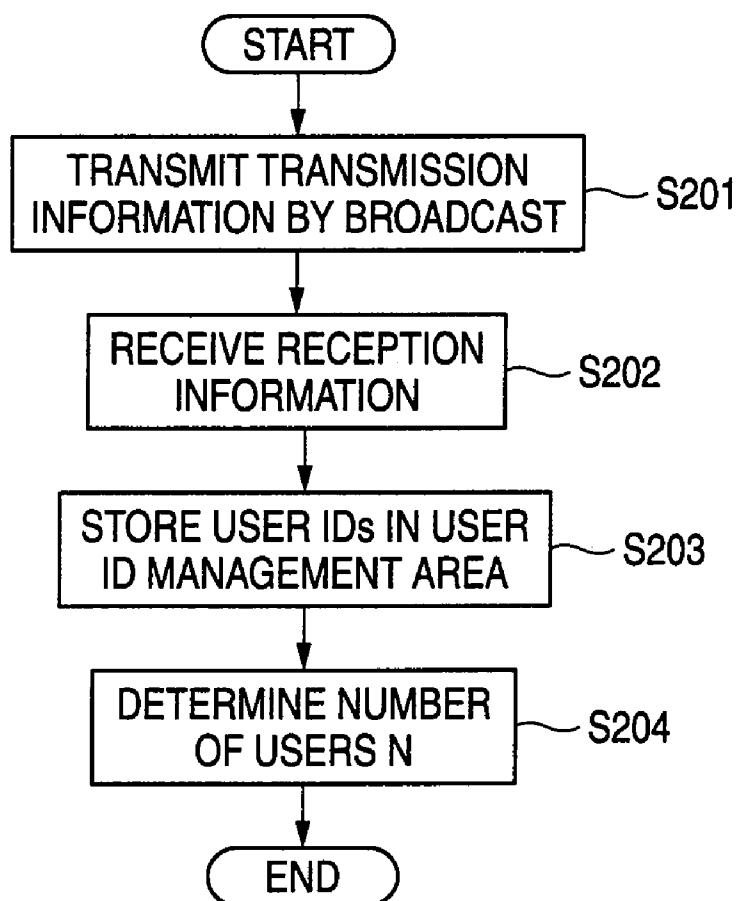 START
TRANSMIT TRANSMISSION
INFORMATION BY BROADCAST
S201
RECEIVE RECEPTION
INFORMATION
S202
STORE USER IDs IN USER
ID MANAGEMENT AREA
S203
DETERMINE NUMBER
OF USERS N
S204
END